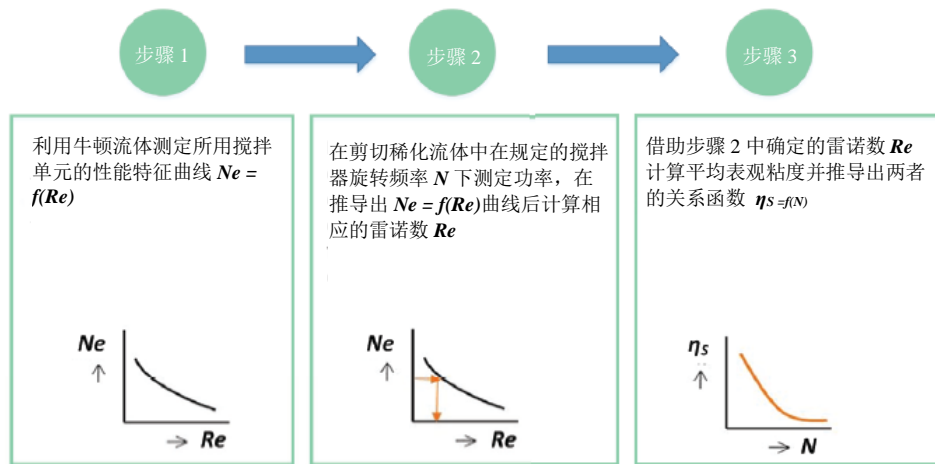 步骤 1
步骤 2
步骤 3
利用牛顿流体测定所用搅拌
单元的性能特征曲线 Ne =
f(Re)
Ne
↑
→ Re
在剪切稀化流体中在规定的搅拌
器旋转频率 N 下测定功率，在
推导出 Ne = f(Re)曲线后计算相
应的雷诺数 Re
Ne
↑
→ Re
借助步骤 2 中确定的雷诺数 Re
计算平均表观粘度并推导出两者
的关系函数 ηS =f(N)
ηS
↑
→ N